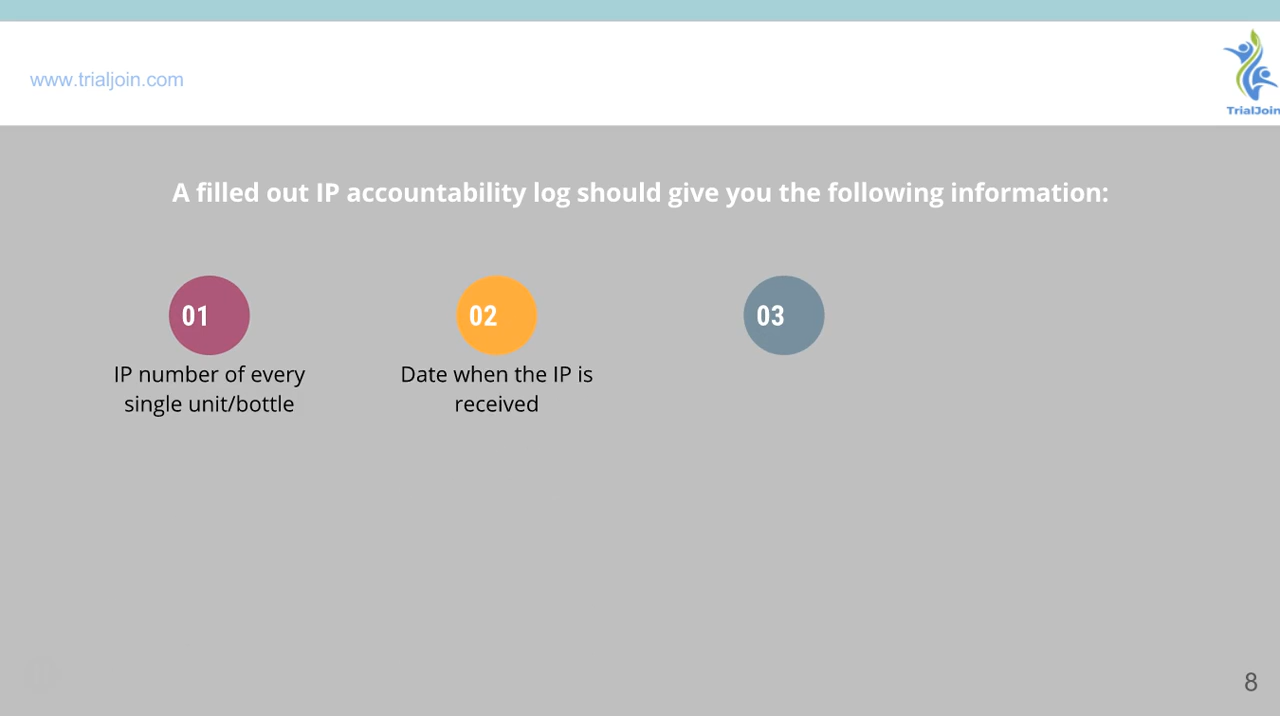 www.trialjoin.com
TrialJoin
A filled out IP accountability log should give you the following information:
01
02
03
IP number of every
single unit/bottle
Date when the IP is
received
8